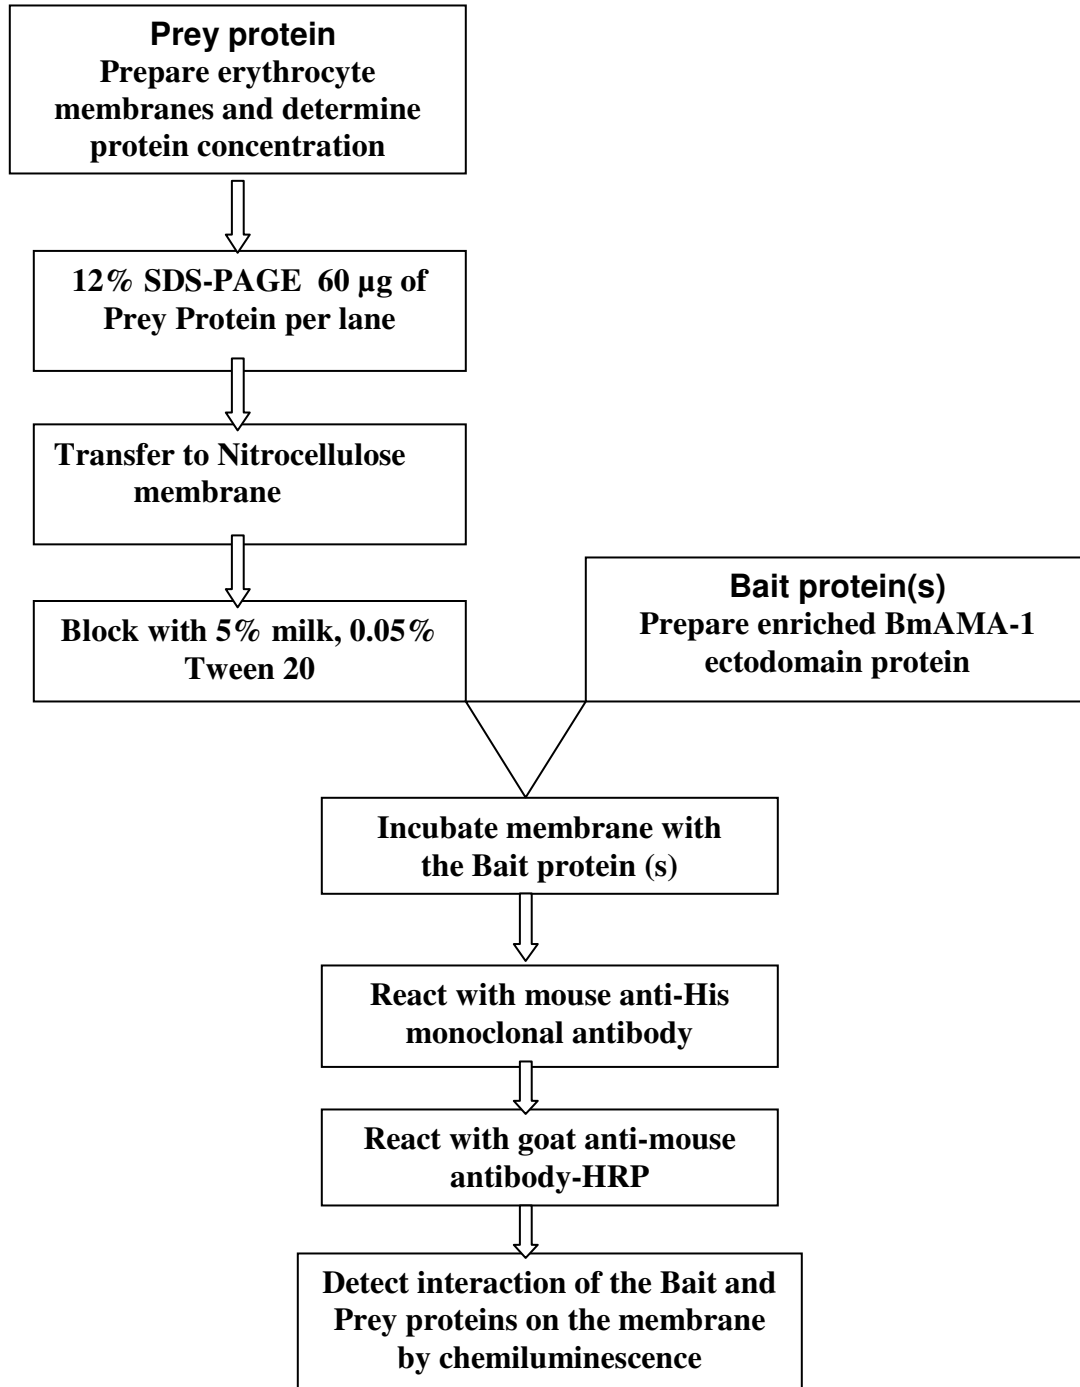 Prey protein
Prepare erythrocyte
membranes and determine
protein concentration
12% SDS-PAGE  60 µg of
Prey Protein per lane
Transfer to Nitrocellulose
membrane
Block with 5% milk, 0.05%
Tween 20
Bait protein(s)
Prepare enriched BmAMA-1
ectodomain protein
Incubate membrane with
the Bait protein (s)
React with mouse anti-His
monoclonal antibody
React with goat anti-mouse
antibody-HRP
Detect interaction of the Bait and
Prey proteins on the membrane
by chemiluminescence